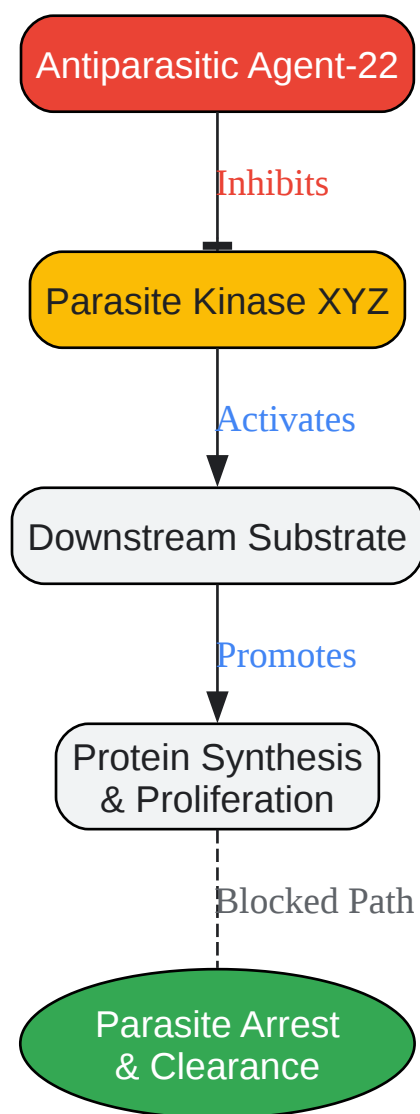 Antiparasitic Agent-22
Inhibits
Parasite Kinase XYZ
Activates
Downstream Substrate
Promotes
Protein Synthesis
& Proliferation
Blocked Path
Parasite Arrest
& Clearance